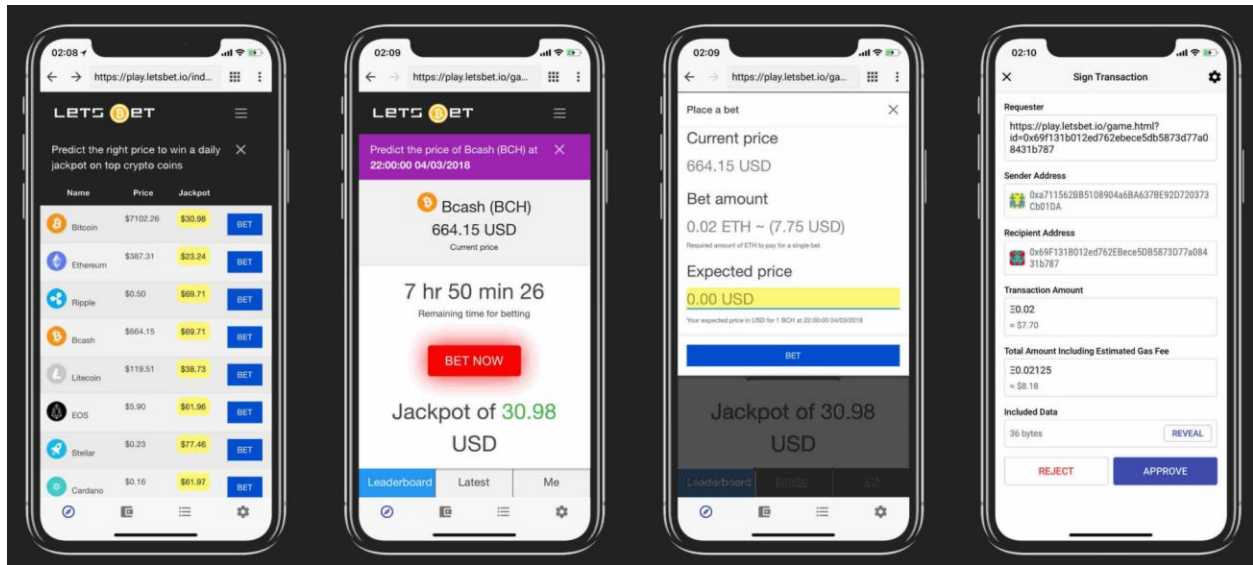 02:08
https://play.letsbet.io/ind...
LETS BET
Predict the right price to win a daily
jackpot on top crypto coins
Name Price Jackpot
Bitcoin $7102.26 $30.98 BET
Ethereum $387.31 $23.24 BET
Ripple $0.50 $69.71 BET
Bcash $664.15 $69.71 BET
Litecoin $119.51 $38.73 BET
EOS $5.90 $61.96 BET
Stellar $0.23 $77.46 BET
Cardano $0.16 $61.97 BET
02:09
https://play.letsbet.io/ga...
LETS BET
Predict the price of Bcash (BCH) at
22:00:00 04/03/2018
Bcash (BCH)
664.15 USD
Current price
7 hr 50 min 26
Remaining time for betting
BET NOW
Jackpot of 30.98
USD
Leaderboard Latest Me
02:09
https://play.letsbet.io/ga...
Place a bet
Current price
664.15 USD
Bet amount
0.02 ETH ~ (7.75 USD)
Required amount of ETH to pay for a single bet
Expected price
0.00 USD
Your expected price in USD for 1 BCH at 22:00:00 04/03/2018
BET
Jackpot of 30.98
USD
Leaderboard
02:10
Sign Transaction
Requester
https://play.letsbet.io/game.html?
id=0x69f131b012ed762ebece5db5873d77a0
8431b787
Sender Address
0xa711562BB5108904a6BA637BE92D720373
Cb01DA
Recipient Address
0x69F131B012ed762EBece5DB5873D77a084
31b787
Transaction Amount
Ξ0.02
≈ $7.70
Total Amount Including Estimated Gas Fee
Ξ0.02125
≈ $8.18
Included Data
36 bytes REVEAL
REJECT APPROVE